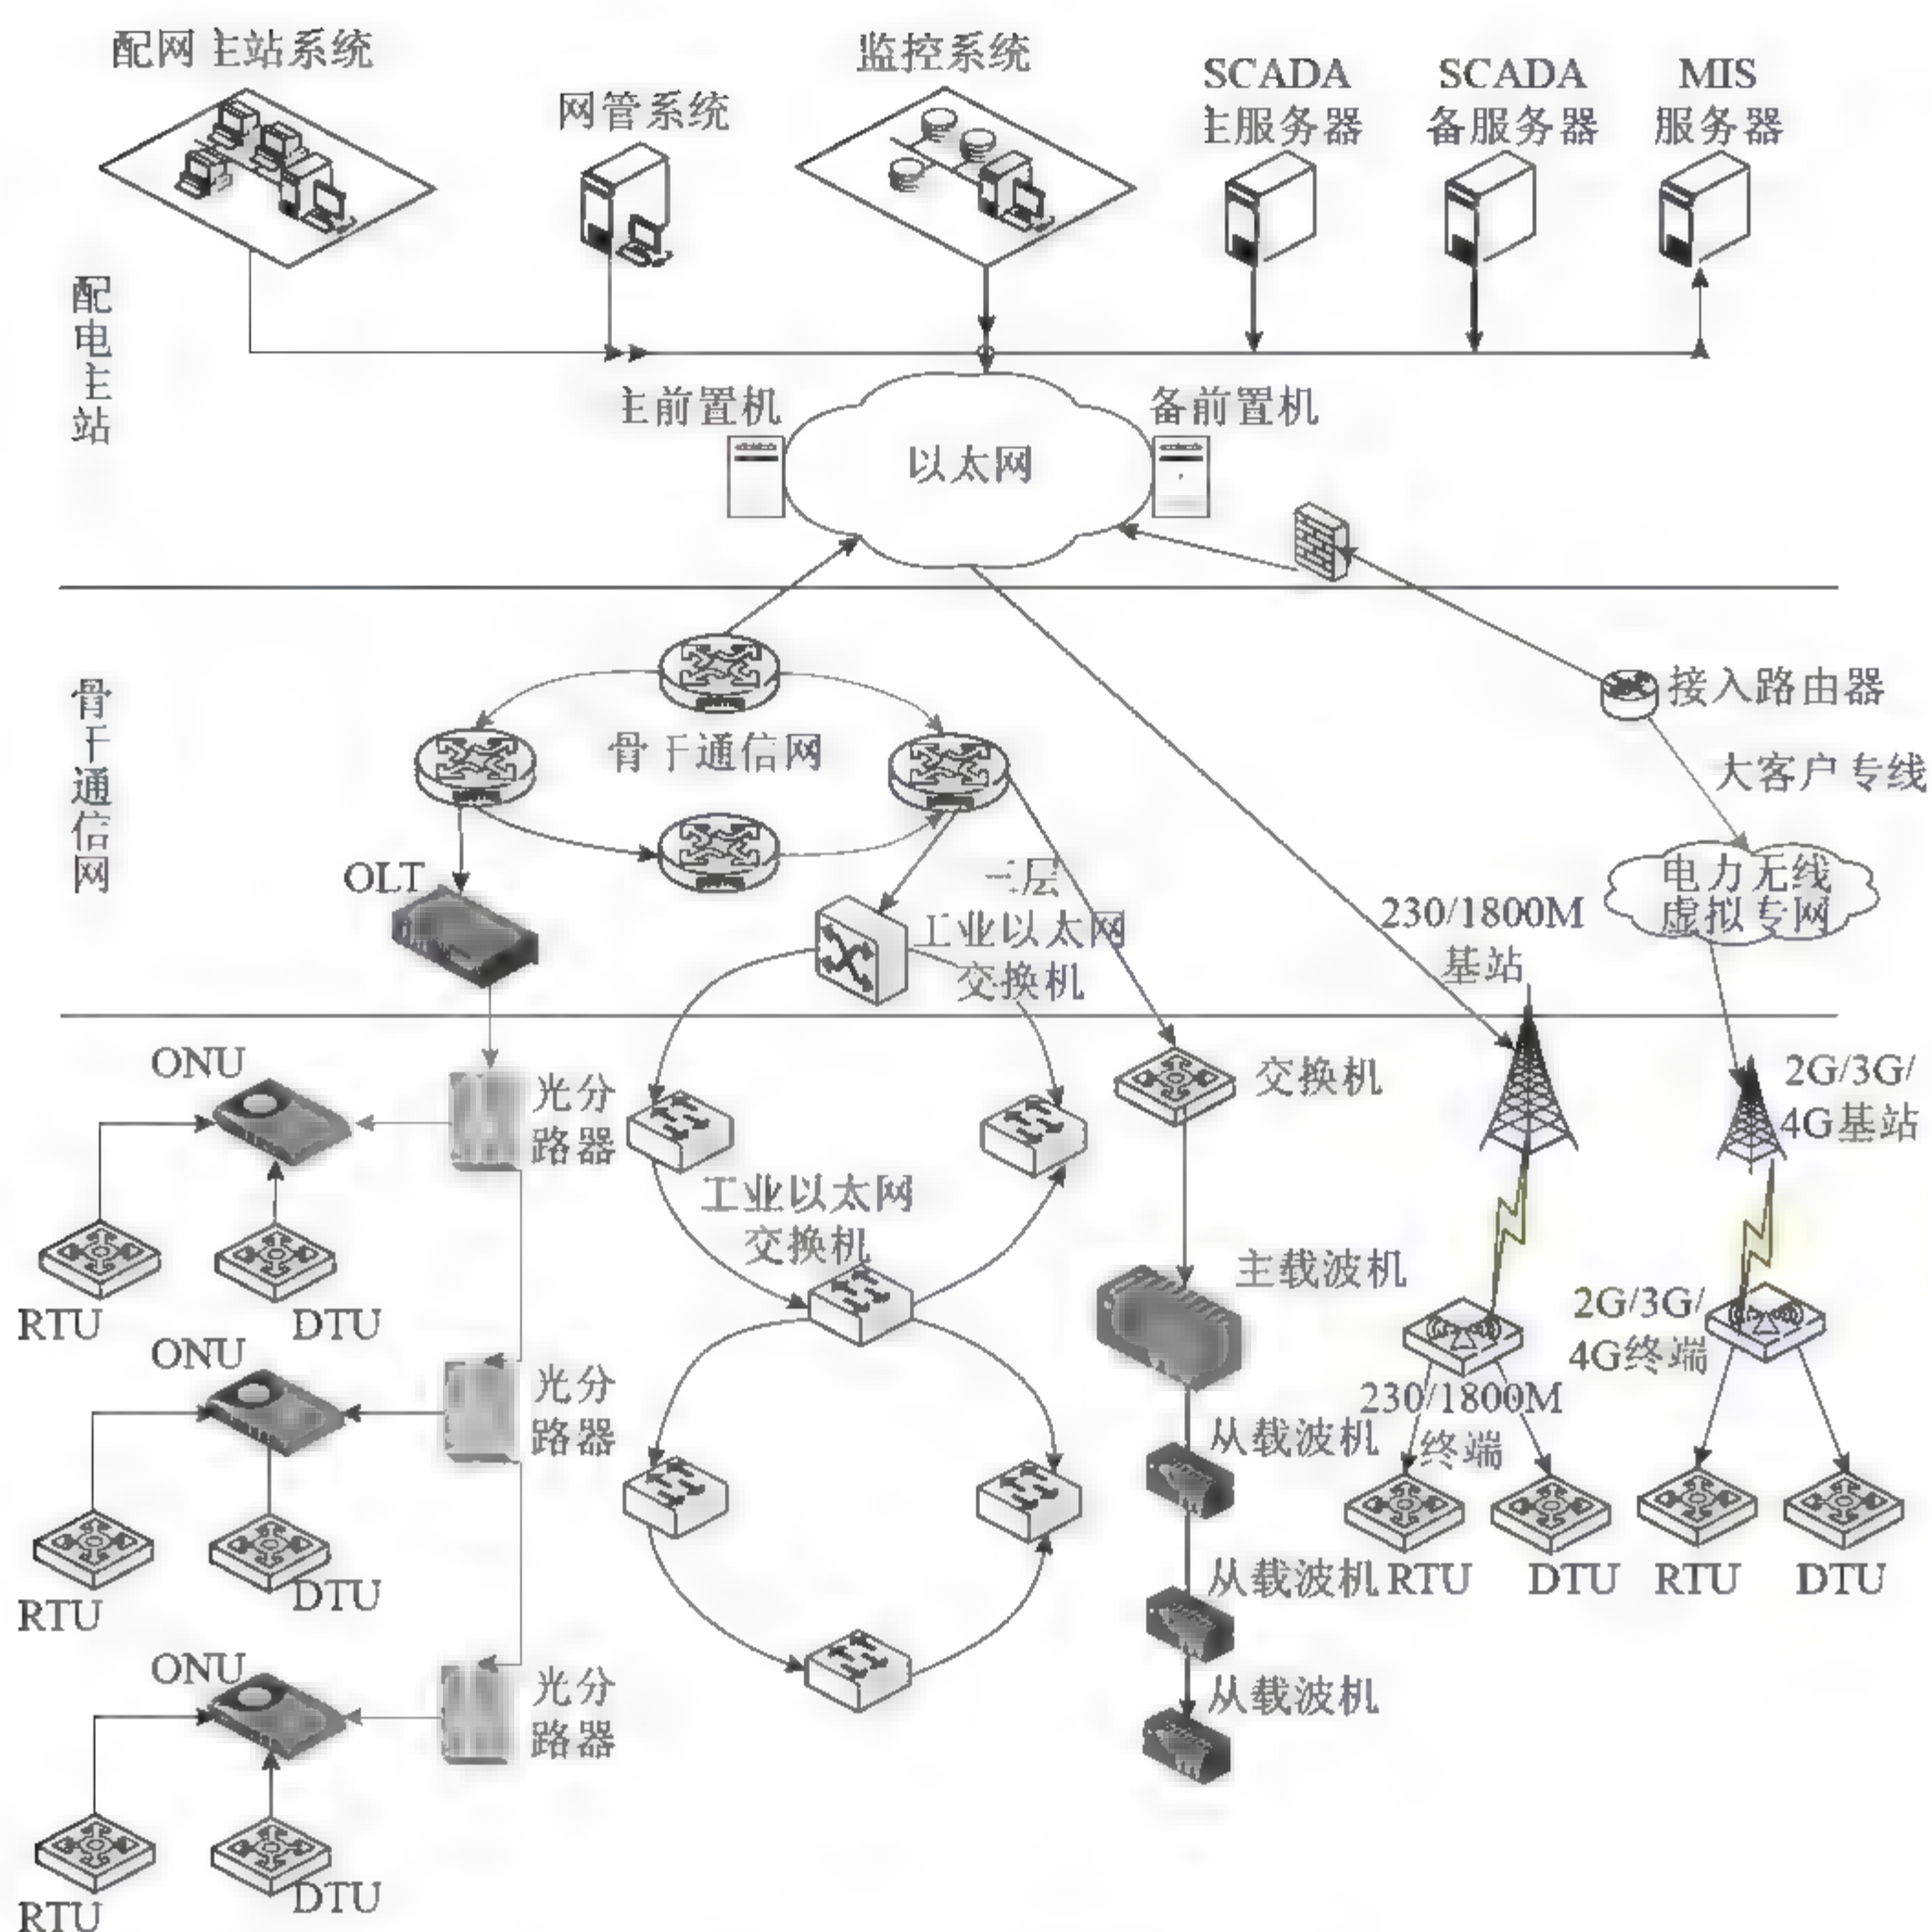 配网主站系统
网管系统
监控系统
SCADA
主服务器
SCADA
备服务器
MIS
服务器
配电主站
主前置机
以太网
备前置机
骨干通信网
骨干通信网
接入路由器
大客户专线
OLT
三层
工业以太网
交换机
230/1800M
基站
电力无线
虚拟专网
ONU
光分
路器
交换机
2G/3G/
4G基站
RTU
DTU
工业以太网
交换机
主载波机
2G/3G/
4G终端
ONU
光分
路器
从载波机
230/1800M
终端
RTU
DTU
从载波机
RTU
DTU
RTU
DTU
ONU
光分
路器
从载波机
RTU
DTU